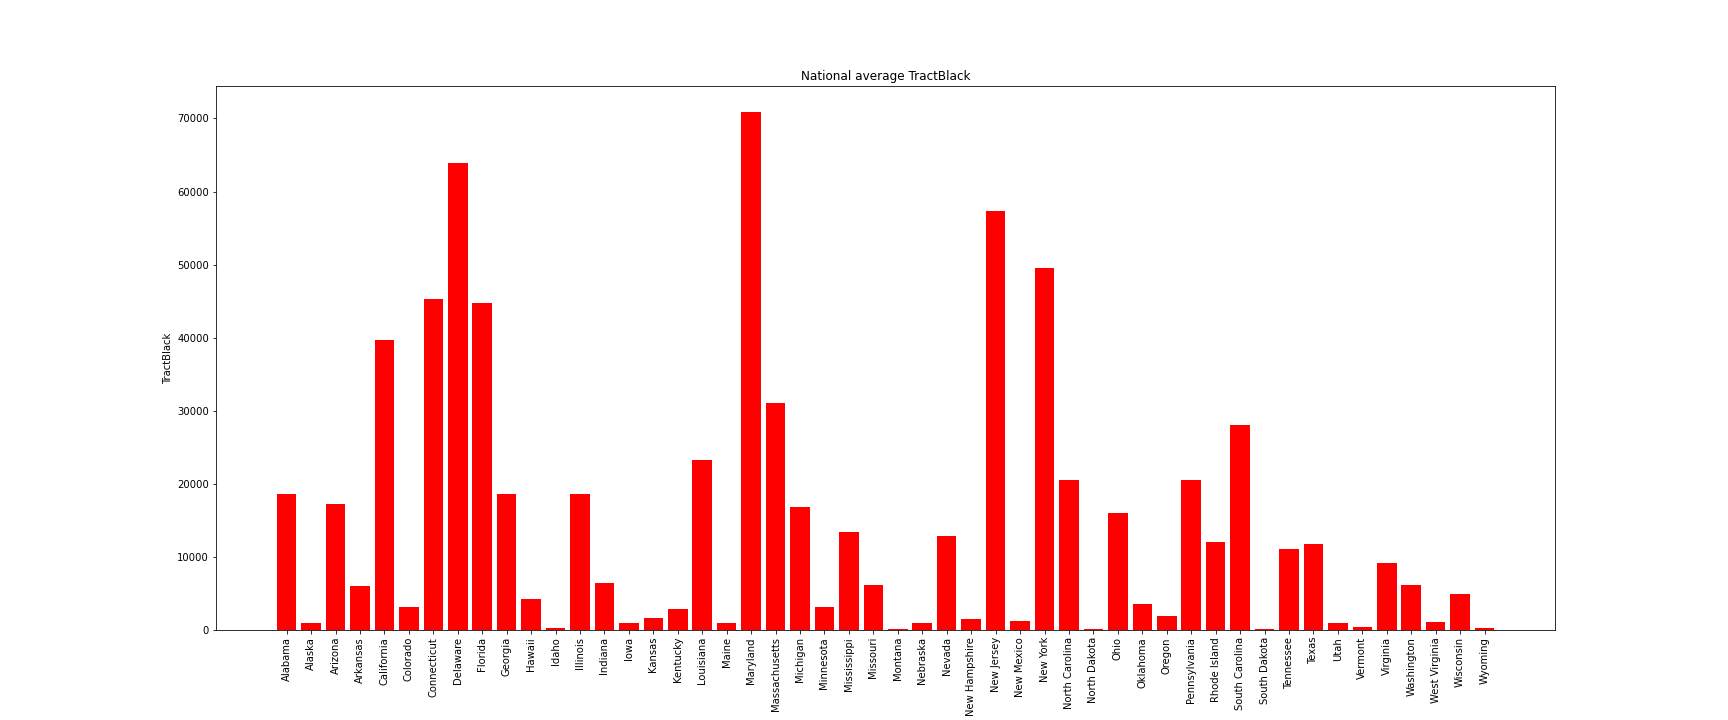 National average TractBlack
TractBlack
70000
60000
50000
40000
30000
20000
10000
0
Alabama
Alaska
Arizona
Arkansas
California
Colorado
Connecticut
Delaware
Florida
Georgia
Hawaii
Idaho
Illinois
Indiana
Iowa
Kansas
Kentucky
Louisiana
Maine
Maryland
Massachusetts
Michigan
Minnesota
Mississippi
Missouri
Montana
Nebraska
Nevada
New Hampshire
New Jersey
New Mexico
New York
North Carolina
North Dakota
Ohio
Oklahoma
Oregon
Pennsylvania
Rhode Island
South Carolina
South Dakota
Tennessee
Texas
Utah
Vermont
Virginia
Washington
West Virginia
Wisconsin
Wyoming